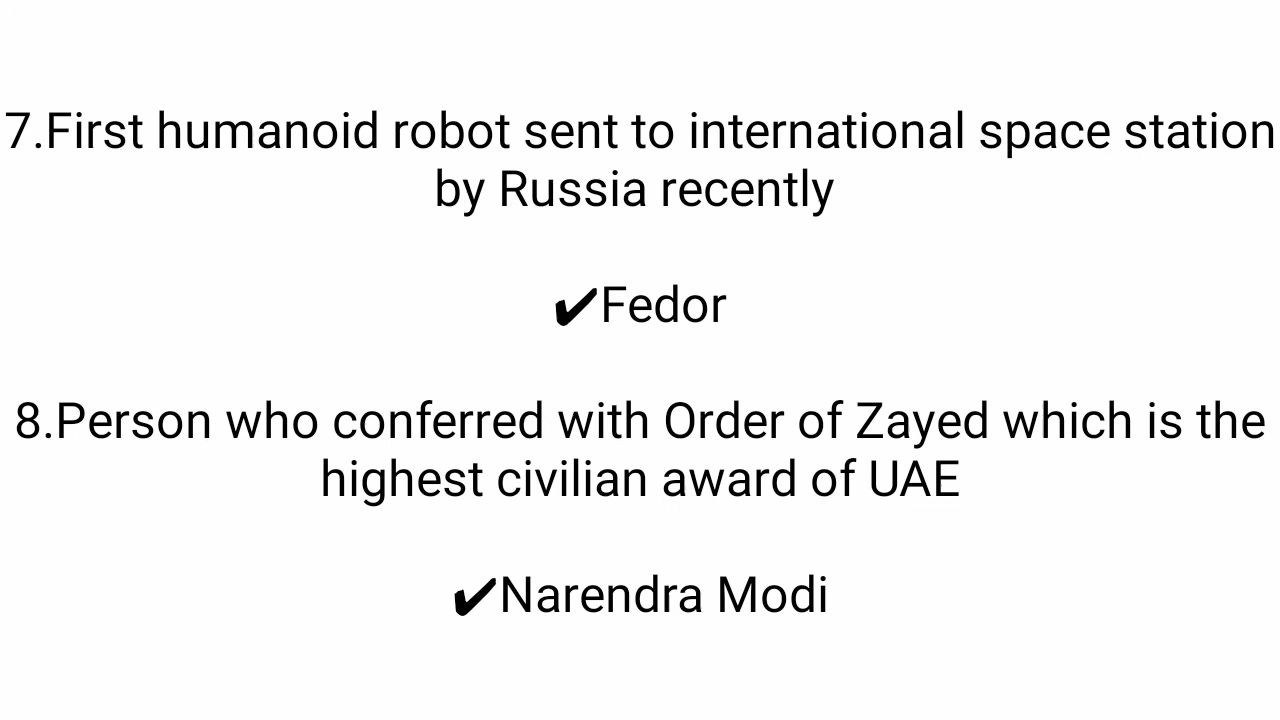 7.First humanoid robot sent to international space station
by Russia recently
✔Fedor
8.Person who conferred with Order of Zayed which is the
highest civilian award of UAE
✔Narendra Modi